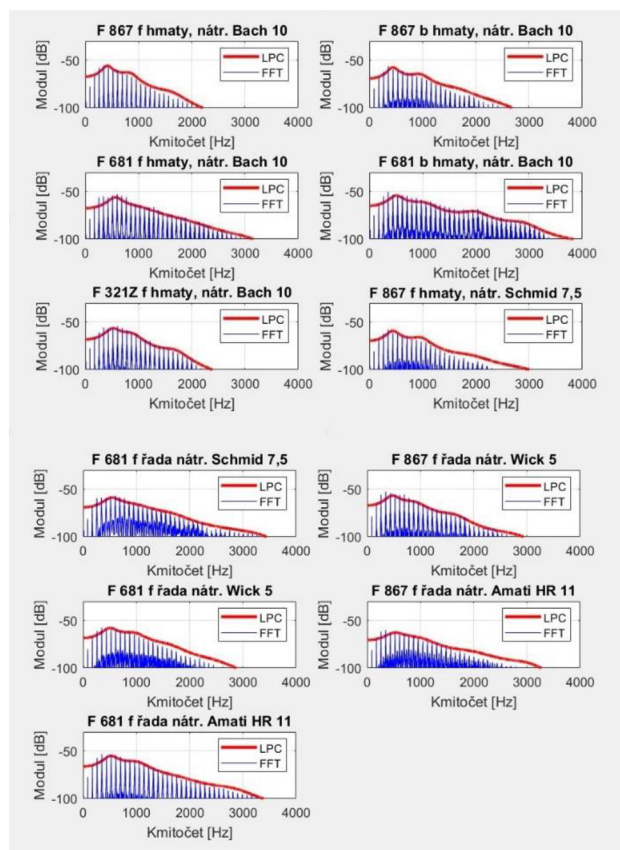 F 867 f hmaty, nátr. Bach 10
F 867 b hmaty, nátr. Bach 10
Modul [dB]
-50
-100
LPC
FFT
0 1000 2000 3000 4000
Kmitočet [Hz]
Modul [dB]
-50
-100
LPC
FFT
0 1000 2000 3000 4000
Kmitočet [Hz]
F 681 f hmaty, nátr. Bach 10
F 681 b hmaty, nátr. Bach 10
Modul [dB]
-50
-100
LPC
FFT
0 1000 2000 3000 4000
Kmitočet [Hz]
Modul [dB]
-50
-100
LPC
FFT
0 1000 2000 3000 4000
Kmitočet [Hz]
F 321Z f hmaty, nátr. Bach 10
F 867 f hmaty, nátr. Schmid 7,5
Modul [dB]
-50
-100
LPC
FFT
0 1000 2000 3000 4000
Kmitočet [Hz]
Modul [dB]
-50
-100
LPC
FFT
0 1000 2000 3000 4000
Kmitočet [Hz]
F 681 f řada nátr. Schmid 7,5
F 867 f řada nátr. Wick 5
Modul [dB]
-50
-100
LPC
FFT
0 1000 2000 3000 4000
Kmitočet [Hz]
Modul [dB]
-50
-100
LPC
FFT
0 1000 2000 3000 4000
Kmitočet [Hz]
F 681 f řada nátr. Wick 5
F 867 f řada nátr. Amati HR 11
Modul [dB]
-50
-100
LPC
FFT
0 1000 2000 3000 4000
Kmitočet [Hz]
Modul [dB]
-50
-100
LPC
FFT
0 1000 2000 3000 4000
Kmitočet [Hz]
F 681 f řada nátr. Amati HR 11
Modul [dB]
-50
-100
LPC
FFT
0 1000 2000 3000 4000
Kmitočet [Hz]